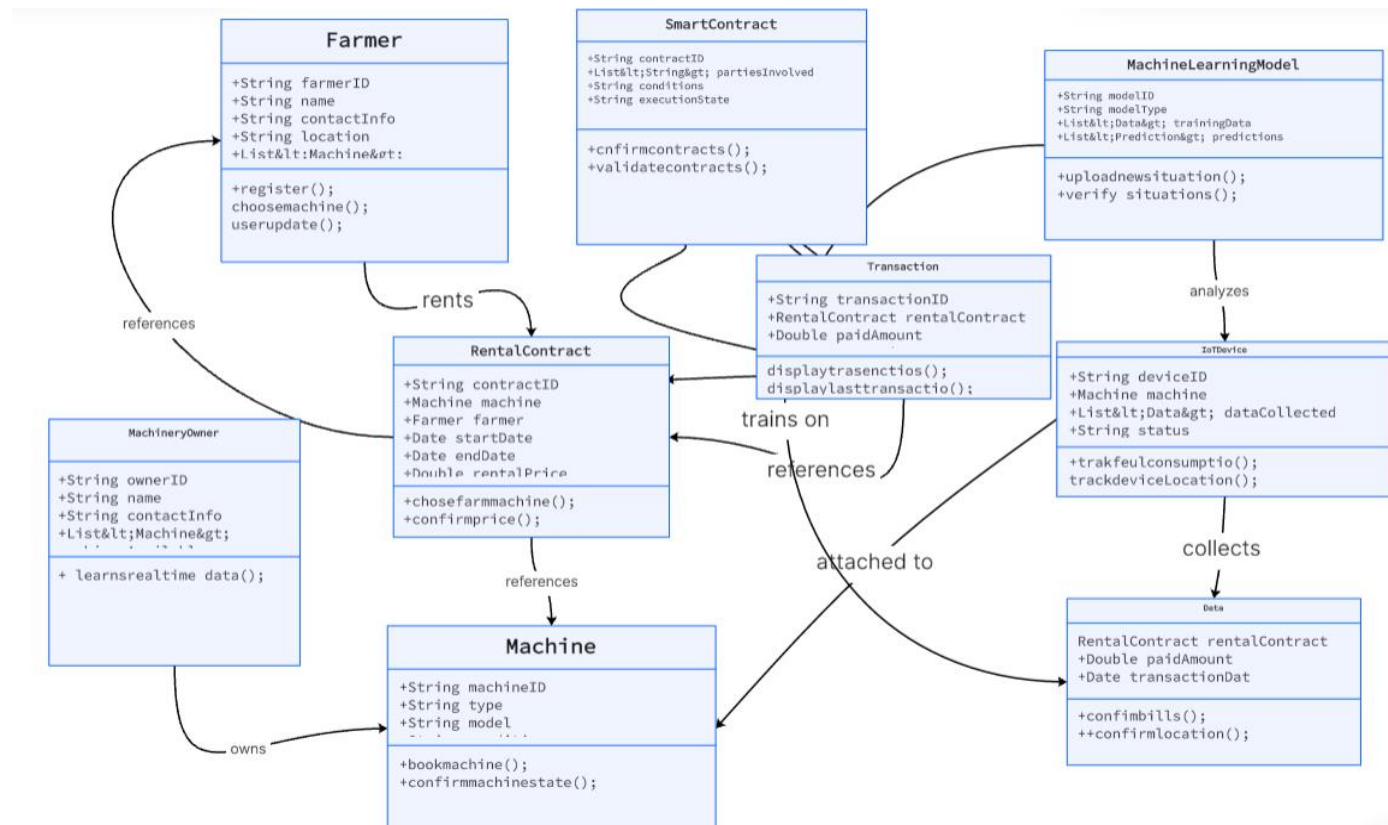 Farmer
+String farmerID
+String name
+String contactInfo
+String location
+List&lt;Machine&gt;
+register();
choosemachine();
userupdate();
SmartContract
+String contractID
+List&lt;String&gt; partiesInvolved
+String conditions
+String executionState
+cnfirmcontracts();
+validatecontracts();
MachineLearningModel
+String modelID
+String modelType
+List&lt;Data&gt; trainingData
+List&lt;Prediction&gt; predictions
+uploadnewsituation();
+verify situations();
Transaction
+String transactionID
+RentalContract rentalContract
+Double paidAmount
displaytrasenctios();
displaylasttransactio();
rents
analyzes
references
RentalContract
+String contractID
+Machine machine
+Farmer farmer
+Date startDate
+Date endDate
+Double rentalPrice
+chosefarmmachine();
+confirmprice();
IoTDevice
+String deviceID
+Machine machine
+List&lt;Data&gt; dataCollected
+String status
+trakfeulconsumptio();
trackdeviceLocation();
trains on
references
MachineryOwner
+String ownerID
+String name
+String contactInfo
+List&lt;Machine&gt;
+ learnsrealtime data();
attached to
collects
references
Machine
+String machineID
+String type
+String model
+bookmachine();
+confirmmachinestate();
Data
RentalContract rentalContract
+Double paidAmount
+Date transactionDat
+confimbills();
++confirmlocation();
owns